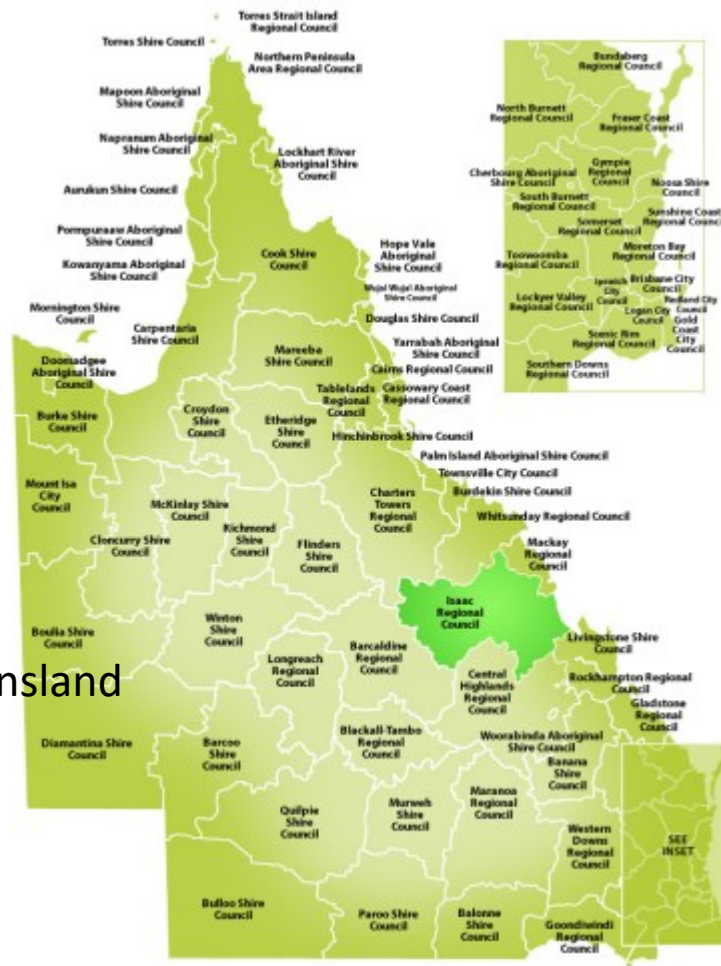 Torres Strait Island
Regional Council
Torres Shire Council
Northern Peninsula
Area Regional Council
Mapoon Aboriginal
Shire Council
Napranum Aboriginal
Shire Council
Lockhart River
Aboriginal Shire
Council
Aurukun Shire Council
Pormpuraaw Aboriginal
Shire Council
Kowanyama Aboriginal
Shire Council
Cook Shire
Council
Hope Vale
Aboriginal
Shire Council
Wujal Wujal Aboriginal
Shire Council
Mornington Shire
Council
Carpentaria
Shire Council
Douglas Shire Council
Doomadgee
Aboriginal Shire
Council
Mareeba
Shire Council
Yarrabah Aboriginal
Shire Council
Cairns Regional Council
Tablelands
Regional
Council
Cassowary Coast
Regional Council
Burke Shire
Council
Croydon
Shire
Council
Etheridge
Shire
Council
Hinchinbrook Shire Council
Palm Island Aboriginal Shire Council
Townsville City Council
Burdekin Shire Council
Mount Isa
City
Council
McKinlay Shire
Council
Charters
Towers
Regional
Council
Whitsunday Regional Council
Cloncurry Shire
Council
Richmond
Shire
Council
Flinders
Shire
Council
Mackay
Regional
Council
Isaac
Regional
Council
Boulia Shire
Council
Winton
Shire
Council
Livingstone Shire
Council
nsland
Longreach
Regional
Council
Barcaldine
Regional
Council
Central
Highlands
Regional
Council
Rockhampton Regional
Council
Gladstone
Regional
Council
Diamantina Shire
Council
Barcoo
Shire
Council
Blackall-Tambo
Regional
Council
Woorabinda Aboriginal
Shire Council
Banana
Shire
Council
Quilpie
Shire
Council
Murweh
Shire
Council
Maranoa
Regional
Council
Western
Downs
Regional
Council
SEE
INSET
Bulloo Shire
Council
Paroo Shire
Council
Balonne
Shire
Council
Goondiwindi
Regional
Council
Bundaberg
Regional Council
North Burnett
Regional Council
Fraser Coast
Regional Council
Cherbourg Aboriginal
Shire Council
Gympie
Regional
Council
Noosa Shire
Council
South Burnett
Regional Council
Somerset
Regional Council
Sunshine Coast
Regional Council
Toowoomba
Regional Council
Moreton Bay
Regional Council
Ipswich
City
Council
Brisbane City
Council
Lockyer Valley
Regional Council
Redland City
Council
Logan City
Council
Gold
Coast
City
Council
Scenic Rim
Regional Council
Southern Downs
Regional Council